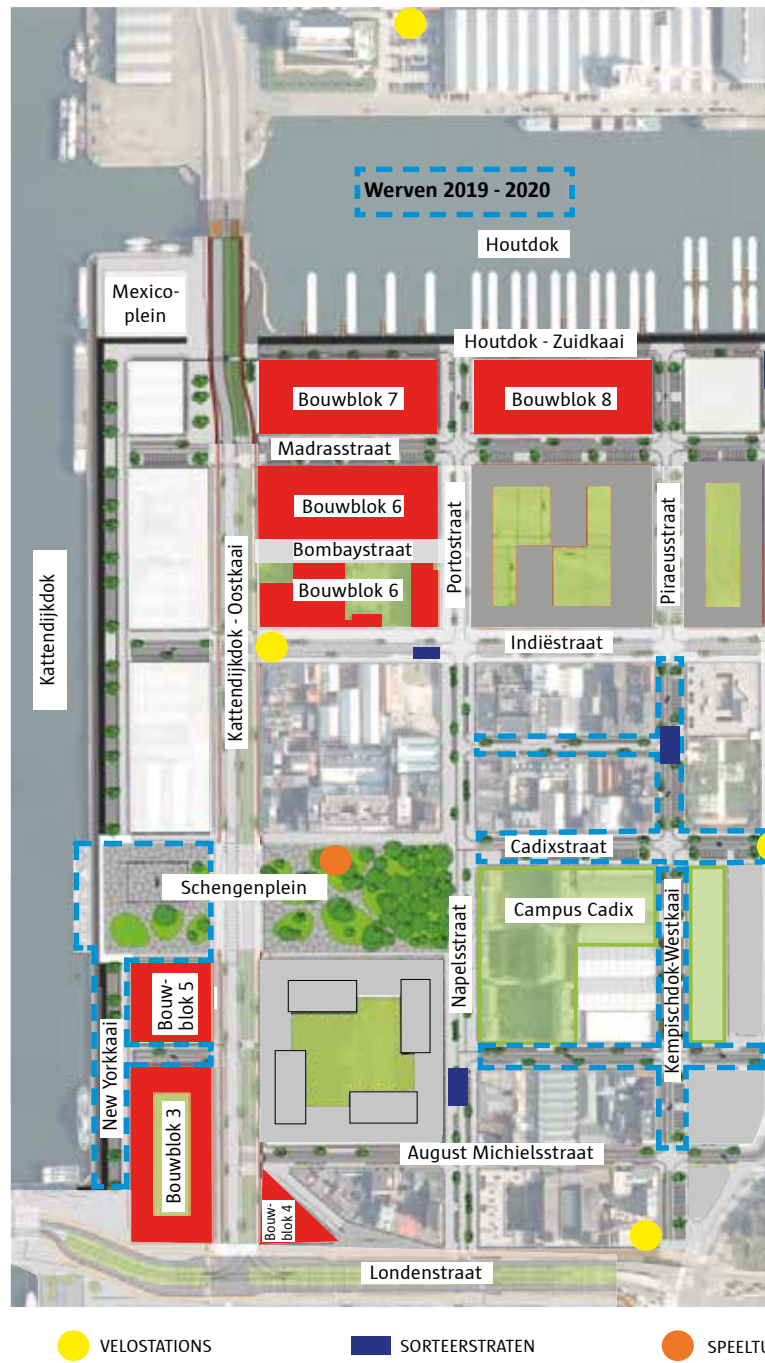 Werven 2019 - 2020
Houtdok
Mexico-
plein
Houtdok - Zuidkaai
Bouwblok 7
Bouwblok 8
Madrasstraat
Bouwblok 6
Bombaystraat
Bouwblok 6
Portostraat
Piraeusstraat
Kattendijkdok
Kattendijkdok - Oostkaai
Indiëstraat
Cadixstraat
Schengenplein
Campus Cadix
Napelsstraat
Kempischdok-Westkaai
Bouw-
blok 5
New Yorkkaai
Bouwblok 3
August Michielsstraat
Bouw-
blok 4
Londenstraat
VELOSTATIONS
SORTEERSTRATEN